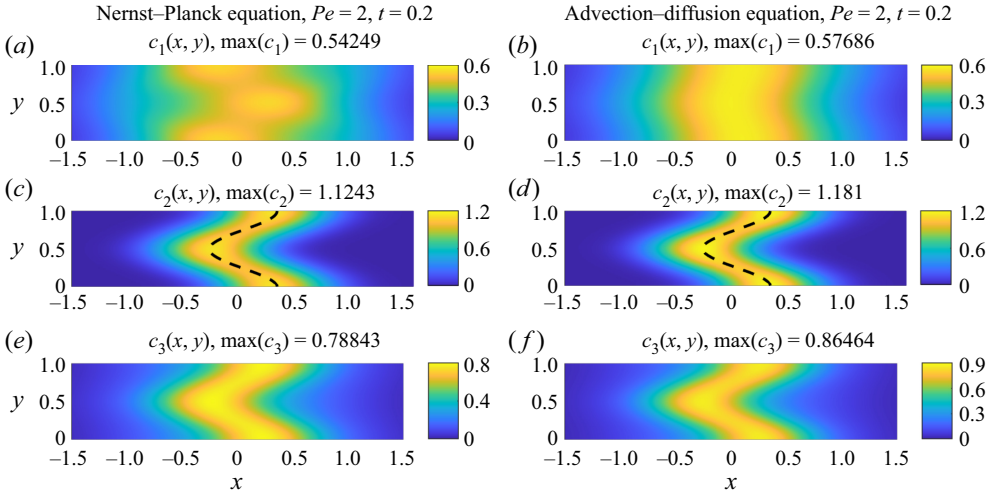 Nernst–Planck equation, Pe = 2, t = 0.2
Advection–diffusion equation, Pe = 2, t = 0.2
(a)
c1(x, y), max(c1) = 0.54249
(b)
c1(x, y), max(c1) = 0.57686
y
1.0
0.5
0
–1.5 –1.0 –0.5 0 0.5 1.0 1.5
0.6
0.3
0
1.0
0.5
0
–1.5 –1.0 –0.5 0 0.5 1.0 1.5
0.6
0.3
0
(c)
c2(x, y), max(c2) = 1.1243
(d)
c2(x, y), max(c2) = 1.181
y
1.0
0.5
0
–1.5 –1.0 –0.5 0 0.5 1.0 1.5
1.2
0.6
0
1.0
0.5
0
–1.5 –1.0 –0.5 0 0.5 1.0 1.5
1.2
0.6
0
(e)
c3(x, y), max(c3) = 0.78843
(f)
c3(x, y), max(c3) = 0.86464
y
1.0
0.5
0
–1.5 –1.0 –0.5 0 0.5 1.0 1.5
x
0.8
0.4
0
1.0
0.5
0
–1.5 –1.0 –0.5 0 0.5 1.0 1.5
x
0.9
0.6
0.3
0